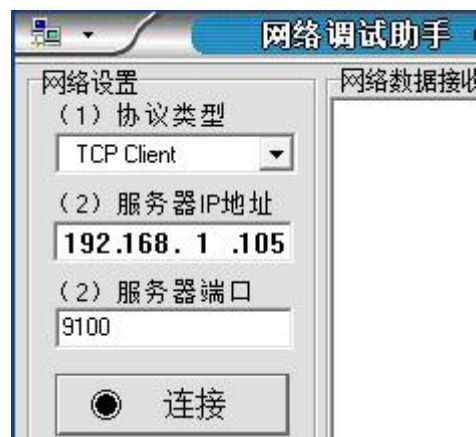 网络调试助手
网络设置
网络数据接收
(1) 协议类型
TCP Client
(2) 服务器IP地址
192.168. 1 .105
(2) 服务器端口
9100
连接